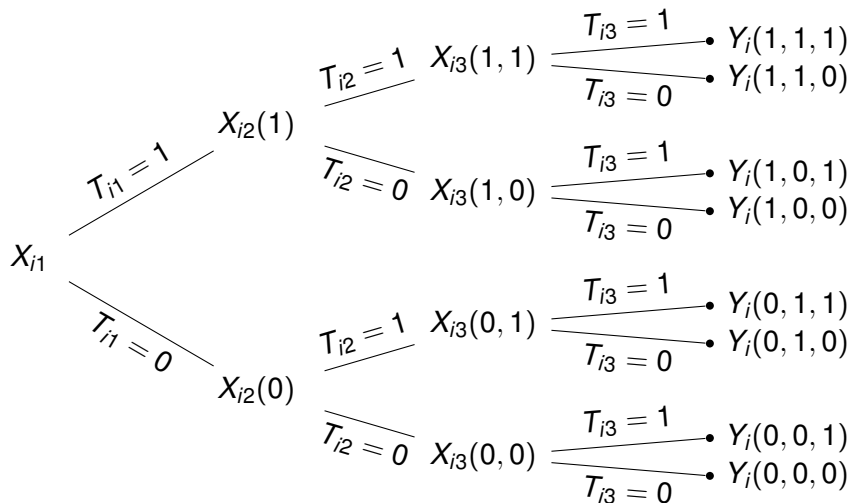 T_{i3} = 1
Y_i(1, 1, 1)
X_{i3}(1, 1)
T_{i2} = 1
Y_i(1, 1, 0)
T_{i3} = 0
X_{i2}(1)
T_{i1} = 1
T_{i2} = 0
T_{i3} = 1
Y_i(1, 0, 1)
X_{i3}(1, 0)
Y_i(1, 0, 0)
T_{i3} = 0
X_{i1}
T_{i1} = 0
T_{i3} = 1
Y_i(0, 1, 1)
X_{i3}(0, 1)
T_{i2} = 1
Y_i(0, 1, 0)
T_{i3} = 0
X_{i2}(0)
T_{i2} = 0
T_{i3} = 1
Y_i(0, 0, 1)
X_{i3}(0, 0)
Y_i(0, 0, 0)
T_{i3} = 0